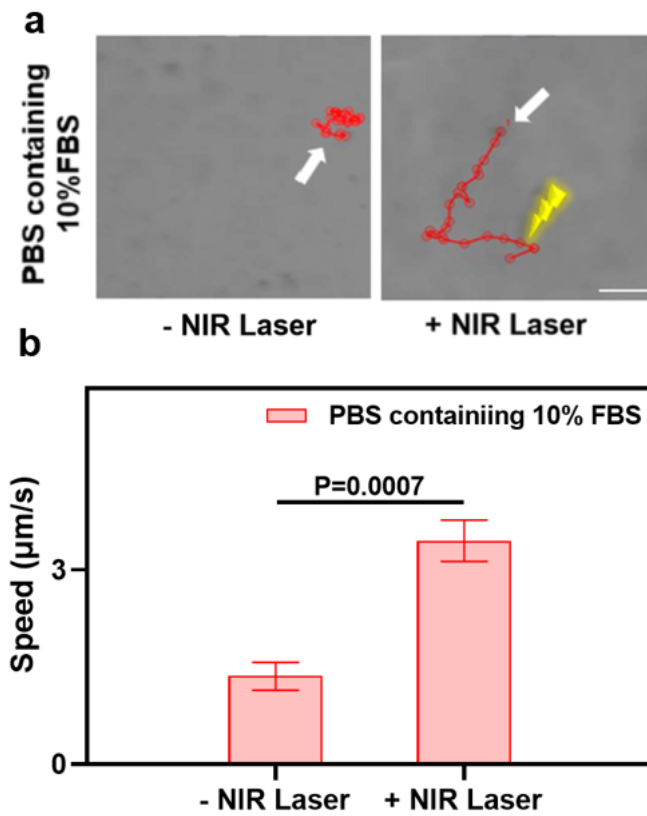 a
PBS containing
10%FBS
- NIR Laser
+ NIR Laser
b
PBS containiing 10% FBS
P=0.0007
Speed (μm/s)
3
0
- NIR Laser
+ NIR Laser